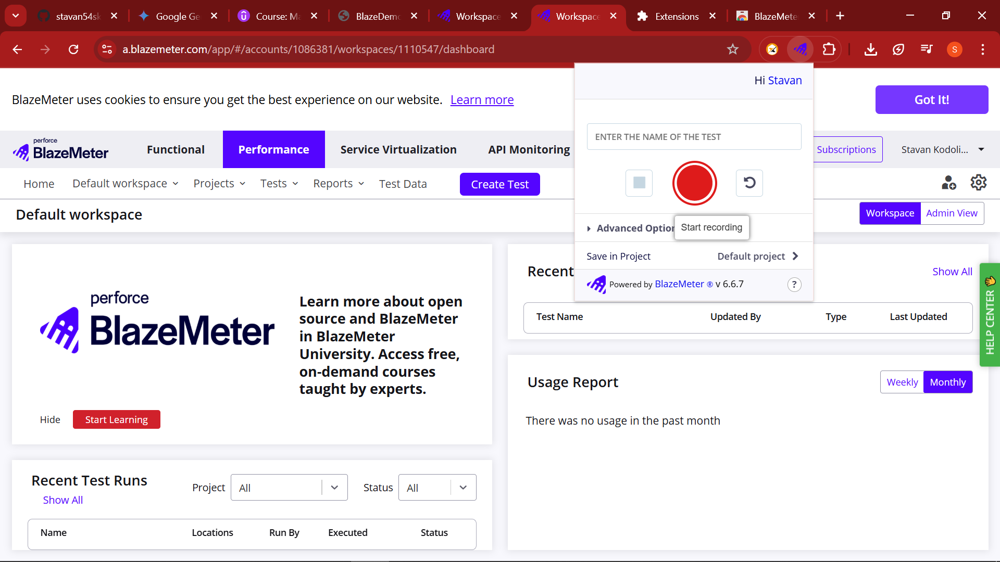 stavan54sk
Google Ge
Course: Ma
BlazeDemo
Workspace
Workspace
Extensions
BlazeMete
a.blazemeter.com/app/#/accounts/1086381/workspaces/1110547/dashboard
S
Hi Stavan
BlazeMeter uses cookies to ensure you get the best experience on our website. Learn more
Got It!
ENTER THE NAME OF THE TEST
perforce
BlazeMeter
Functional
Performance
Service Virtualization
API Monitoring
Subscriptions
Stavan Kodoli...
Home
Default workspace
Projects
Tests
Reports
Test Data
Create Test
Default workspace
Workspace
Admin View
Advanced Option
Start recording
Save in Project
Default project
Powered by BlazeMeter ® v 6.6.7
?
perforce
BlazeMeter
Learn more about open
source and BlazeMeter
in BlazeMeter
University. Access free,
on-demand courses
taught by experts.
Hide
Start Learning
Recent
Show All
Test Name
Updated By
Type
Last Updated
HELP CENTER
Usage Report
Weekly
Monthly
There was no usage in the past month
Recent Test Runs
Show All
Project
All
Status
All
Name
Locations
Run By
Executed
Status